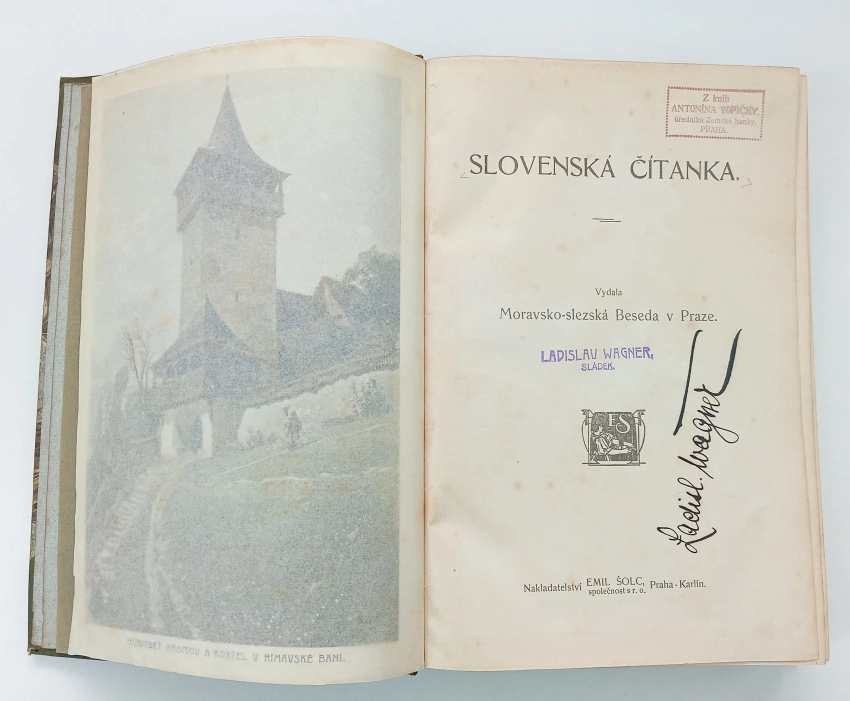 HUSITSKÝ HŘBITOV A KOSTEL V RIMAVSKÉ BANI.
Z knih
ANTONÍNA VOPIČKY,
úředníka Zemské banky,
PRAHA.
SLOVENSKÁ ČÍTANKA.
Vydala
Moravsko-slezská Beseda v Praze.
LADISLAV WAGNER,
SLÁDEK.
ES
Ladisl. Wagner
Nakladatelství EMIL ŠOLC, Praha-Karlín.
společnost s r. o.